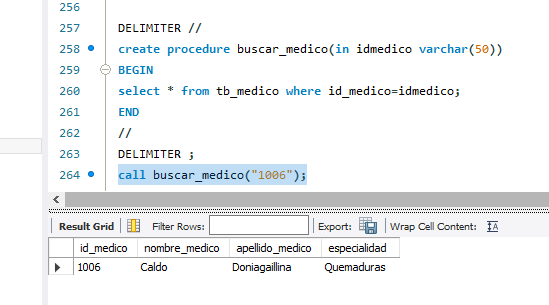 256
257 DELIMITER //
258 create procedure buscar_medico(in idmedico varchar(50))
259 BEGIN
260 select * from tb_medico where id_medico=idmedico;
261 END
262 //
263 DELIMITER ;
264 call buscar_medico("1006");
Result Grid Filter Rows: Export: Wrap Cell Content: IA
id_medico nombre_medico apellido_medico especialidad
1006 Caldo Doniagaillina Quemaduras